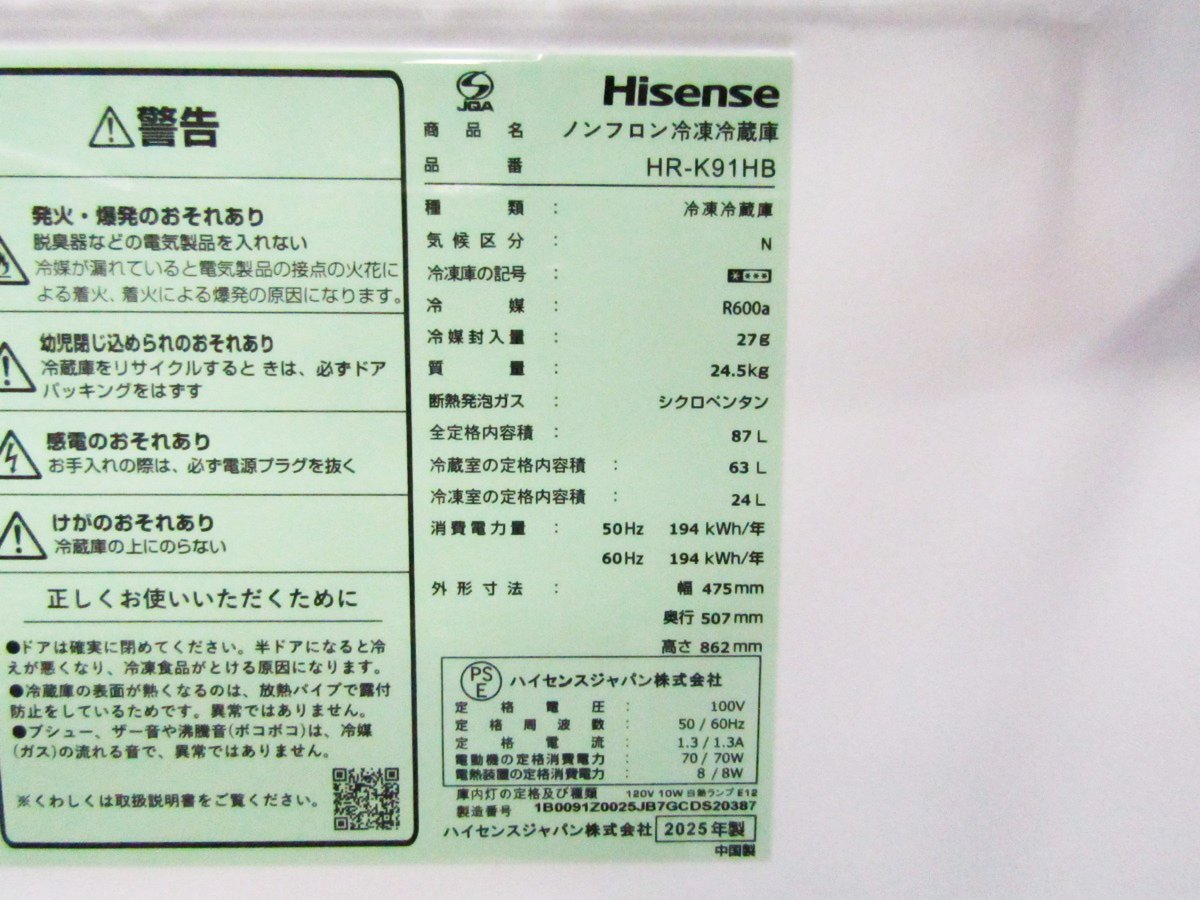 警告
発火・爆発のおそれあり
脱臭器などの電気製品を入れない
冷媒が漏れていると電気製品の接点の火花に
よる着火、着火による爆発の原因になります。
幼児閉じ込められのおそれあり
冷蔵庫をリサイクルすると きは、必ずドア
パッキングをはずす
感電のおそれあり
お手入れの際は、必ず電源プラグを抜く
けがのおそれあり
冷蔵庫の上にのらない
正しくお使いいただくために
●ドアは確実に閉めてください。半ドアになると冷
えが悪くなり、冷凍食品がとける原因になります。
●冷蔵庫の表面が熱くなるのは、放熱パイプで露付
防止をしているためです。異常ではありません。
●プシュー、ザー音や沸騰音(ボコボコ)は、冷媒
(ガス)の流れる音で、異常ではありません。
※くわしくは取扱説明書をご覧ください。
JQA
Hisense
商品名 ノンフロン冷凍冷蔵庫
品番 HR-K91HB
種類 : 冷凍冷蔵庫
気候区分 : N
冷凍庫の記号 : ****
冷媒 : R600a
冷媒封入量 : 27g
質量 : 24.5kg
断熱発泡ガス : シクロペンタン
全定格内容積 : 87 L
冷蔵室の定格内容積 : 63 L
冷凍室の定格内容積 : 24 L
消費電力量 : 50Hz 194 kWh/年
60Hz 194 kWh/年
外形寸法 : 幅 475mm
奥行 507mm
高さ 862mm
PSE ハイセンスジャパン株式会社
定格電圧 : 100V
定格周波数 : 50 / 60Hz
定格電流 : 1.3 / 1.3A
電動機の定格消費電力 : 70 / 70W
電熱装置の定格消費電力 : 8 / 8W
庫内灯の定格及び種類 120V 10W 白熱ランプ E12
製造番号 1B0091Z0025JB7GCDS20387
ハイセンスジャパン株式会社 2025年製
中国製